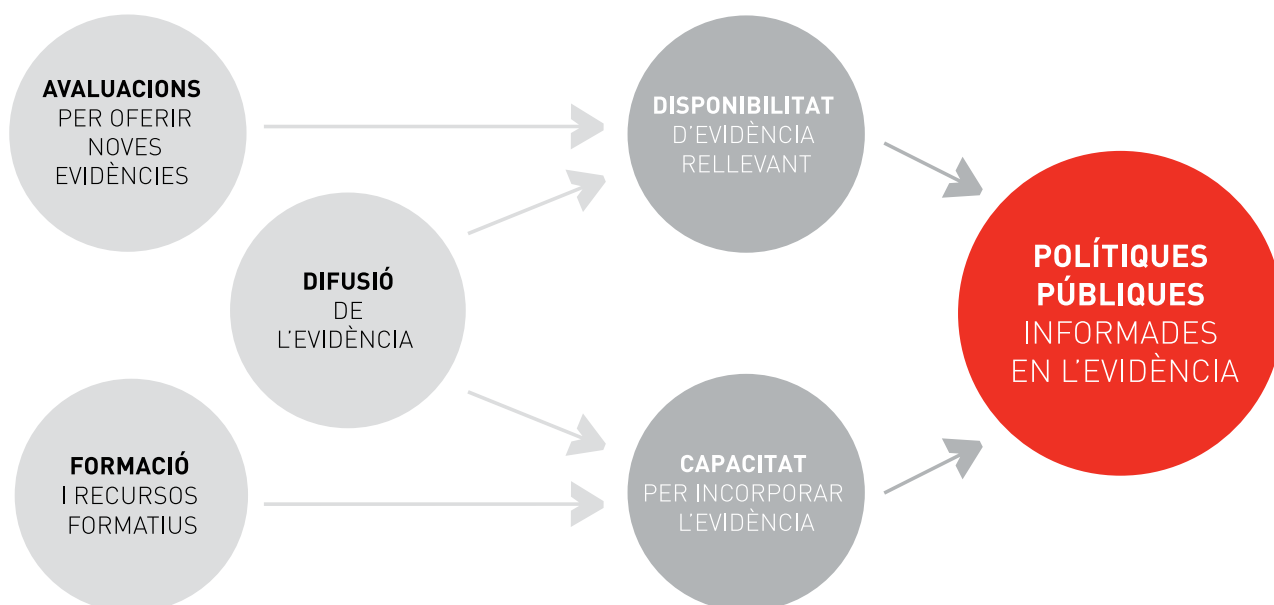 AVALUACIONS
PER OFERIR
NOVES
EVIDÈNCIES
DIFUSIÓ
DE
L'EVIDÈNCIA
FORMACIÓ
I RECURSOS
FORMATIUS
DISPONIBILITAT
D'EVIDÈNCIA
RELLEVANT
CAPACITAT
PER INCORPORAR
L'EVIDÈNCIA
POLÍTIQUES
PÚBLIQUES
INFORMADES
EN L'EVIDÈNCIA